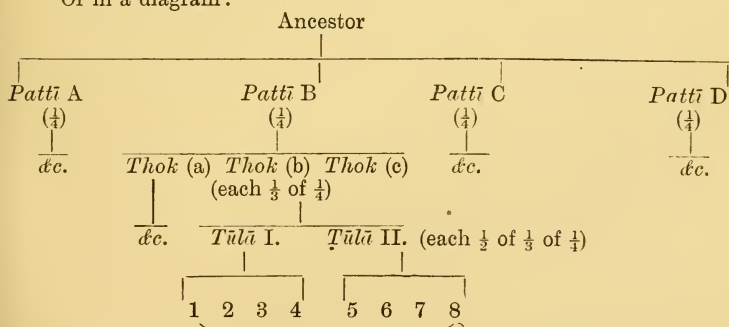 Or in a diagram:
Ancestor
Pattī A Pattī B Pattī C Pattī D
(¼) (¼) (¼) (¼)
&c. Thok (a) Thok (b) Thok (c) &c. &c.
(each ⅓ of ¼)
&c. Tūlā I. Tūlā II. (each ½ of ⅓ of ¼)
1 2 3 4 5 6 7 8